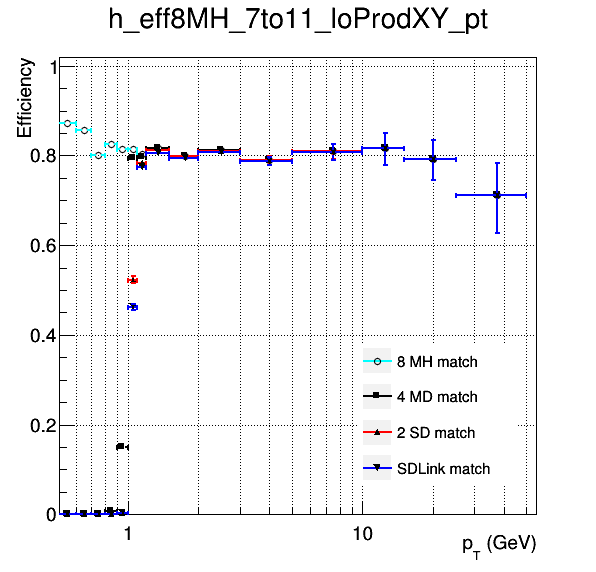 h_eff8MH_7to11_loProdXY_pt
Efficiency
1
0.8
0.6
0.4
0.2
0
8 MH match
4 MD match
2 SD match
SDLink match
1
10
p_T (GeV)